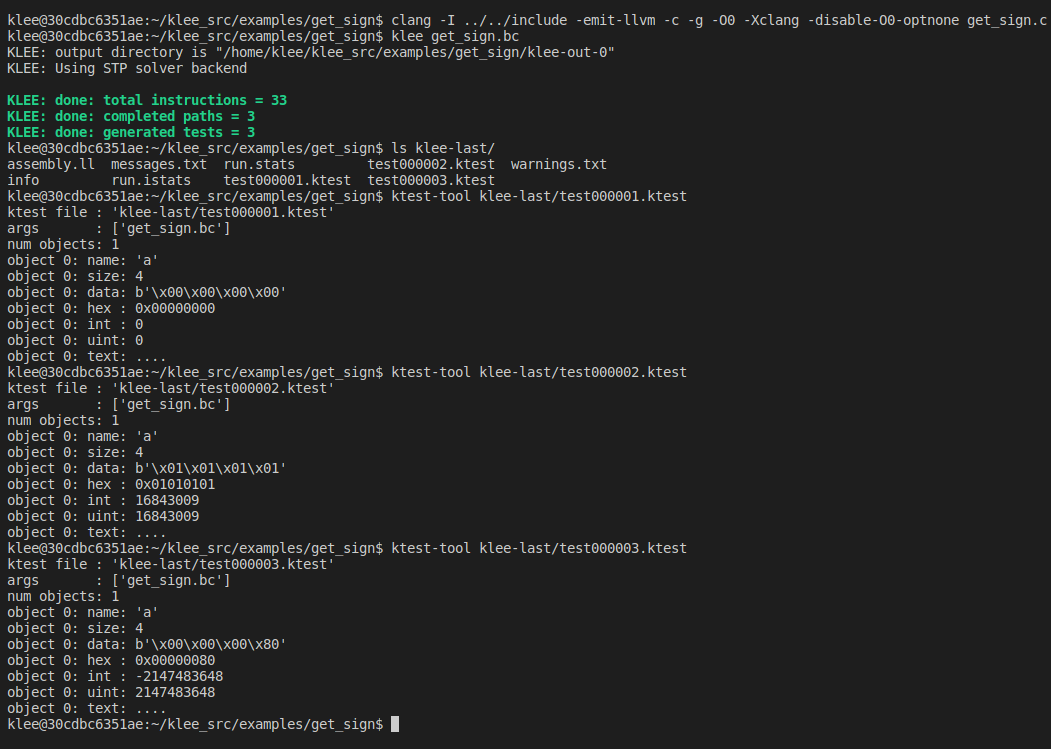 klee@30cdbc6351ae:~/klee_src/examples/get_sign$ clang -I ../../include -emit-llvm -c -g -O0 -Xclang -disable-O0-optnone get_sign.c
klee@30cdbc6351ae:~/klee_src/examples/get_sign$ klee get_sign.bc
KLEE: output directory is "/home/klee/klee_src/examples/get_sign/klee-out-0"
KLEE: Using STP solver backend

KLEE: done: total instructions = 33
KLEE: done: completed paths = 3
KLEE: done: generated tests = 3
klee@30cdbc6351ae:~/klee_src/examples/get_sign$ ls klee-last/
assembly.ll  messages.txt  run.stats         test000002.ktest  warnings.txt
info         run.istats    test000001.ktest  test000003.ktest
klee@30cdbc6351ae:~/klee_src/examples/get_sign$ ktest-tool klee-last/test000001.ktest
ktest file : 'klee-last/test000001.ktest'
args       : ['get_sign.bc']
num objects: 1
object 0: name: 'a'
object 0: size: 4
object 0: data: b'\x00\x00\x00\x00'
object 0: hex : 0x00000000
object 0: int : 0
object 0: uint: 0
object 0: text: ....
klee@30cdbc6351ae:~/klee_src/examples/get_sign$ ktest-tool klee-last/test000002.ktest
ktest file : 'klee-last/test000002.ktest'
args       : ['get_sign.bc']
num objects: 1
object 0: name: 'a'
object 0: size: 4
object 0: data: b'\x01\x01\x01\x01'
object 0: hex : 0x01010101
object 0: int : 16843009
object 0: uint: 16843009
object 0: text: ....
klee@30cdbc6351ae:~/klee_src/examples/get_sign$ ktest-tool klee-last/test000003.ktest
ktest file : 'klee-last/test000003.ktest'
args       : ['get_sign.bc']
num objects: 1
object 0: name: 'a'
object 0: size: 4
object 0: data: b'\x00\x00\x00\x80'
object 0: hex : 0x00000080
object 0: int : -2147483648
object 0: uint: 2147483648
object 0: text: ....
klee@30cdbc6351ae:~/klee_src/examples/get_sign$